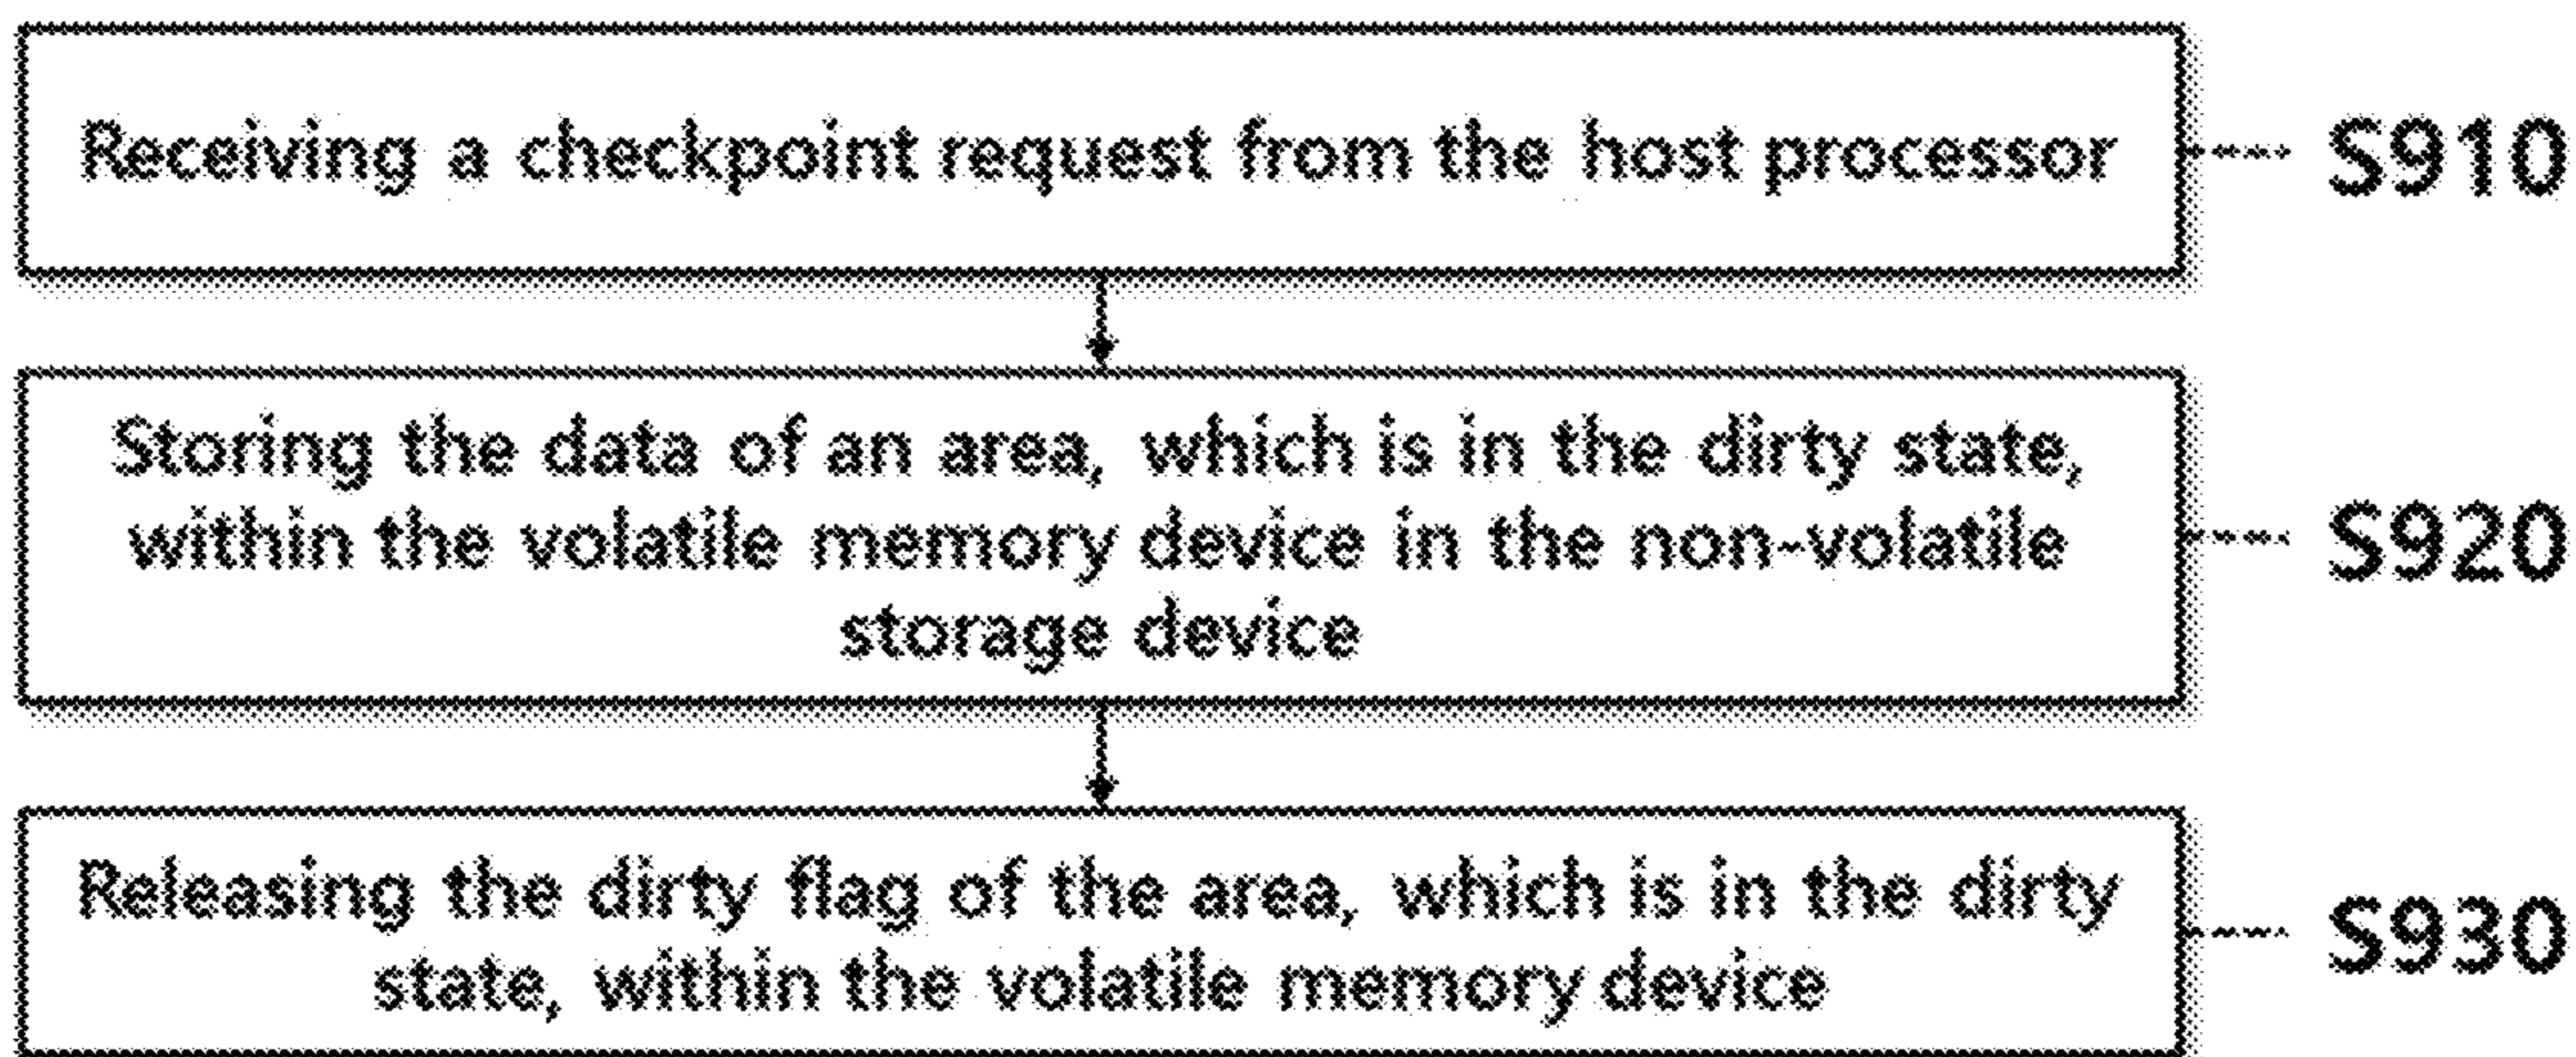 Receiving a checkpoint request from the host processor
S910
Storing the data of an area, which is in the dirty state,
within the volatile memory device in the non-volatile
storage device
S920
Releasing the dirty flag of the area, which is in the dirty
state, within the volatile memory device
S930